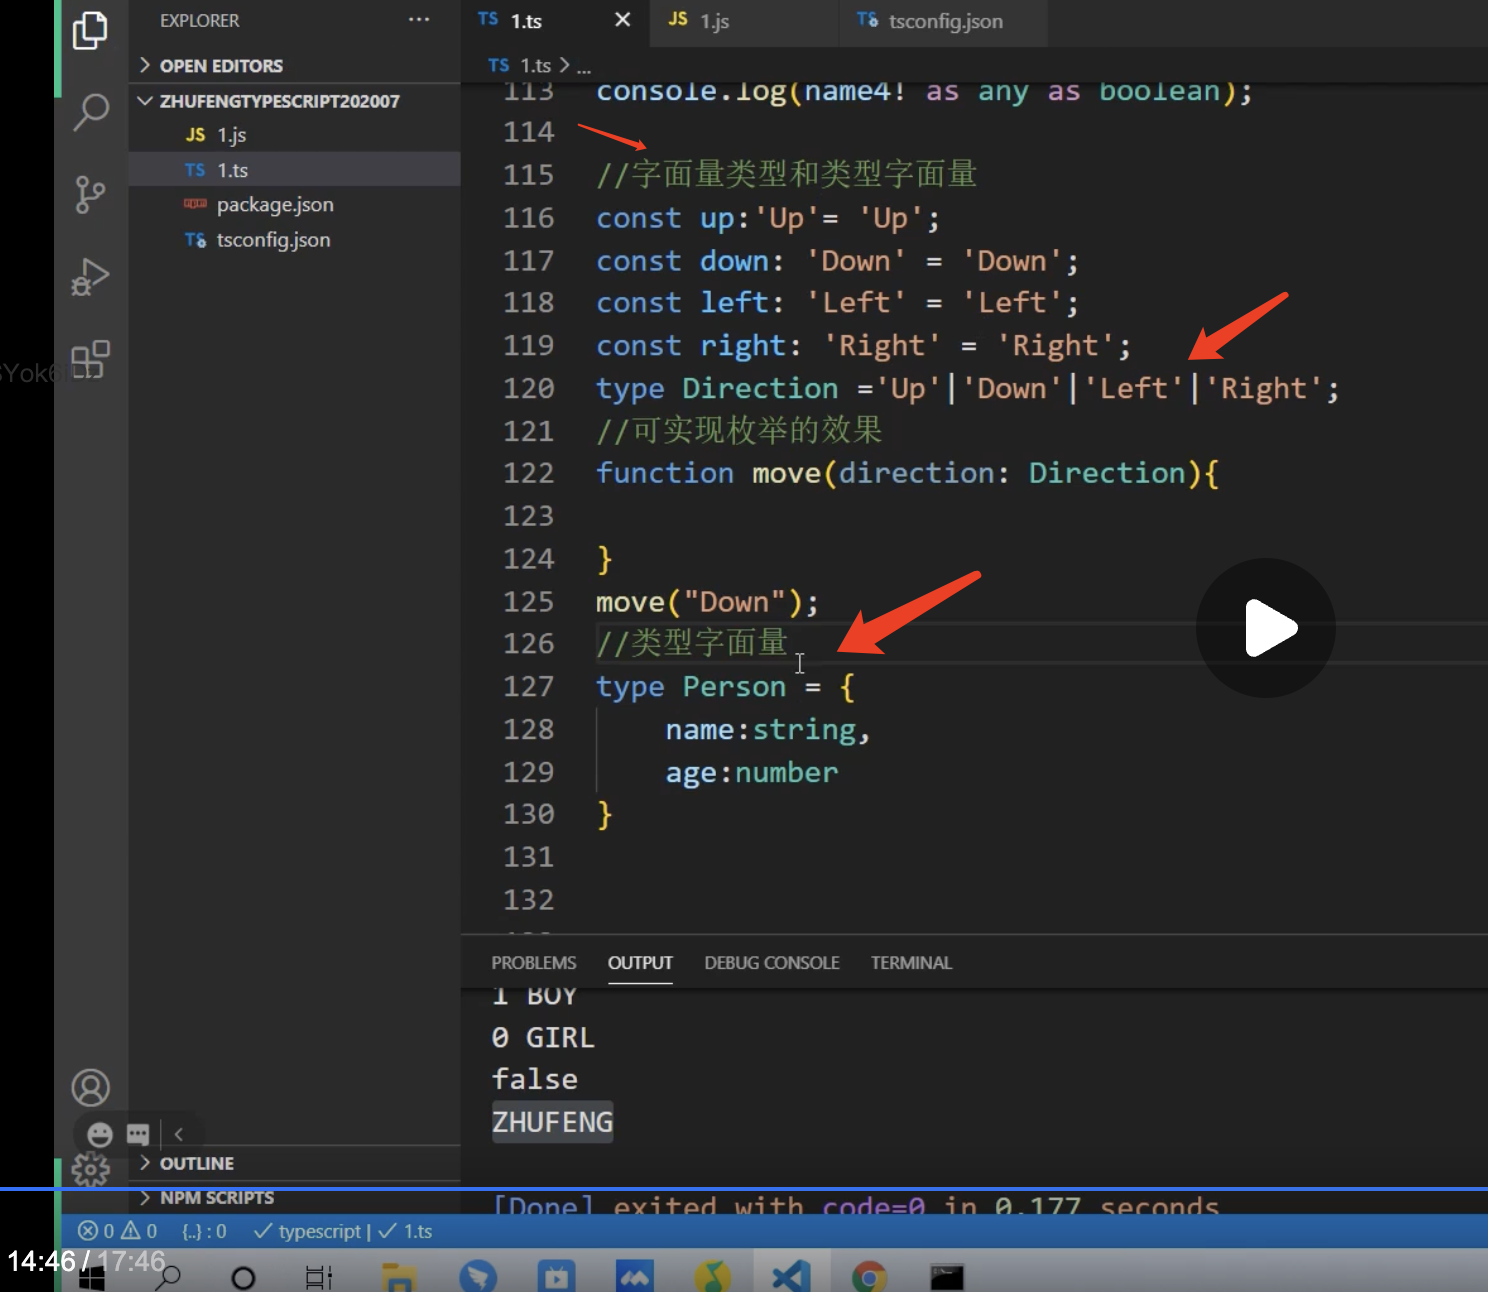 EXPLORER ...
TS 1.ts × JS 1.js TS tsconfig.json
OPEN EDITORS
TS 1.ts > ...
ZHUFENGTYPESCRIPT202007
JS 1.js
TS 1.ts
package.json
TS tsconfig.json
113 console.log(name4! as any as boolean);
114
115 //字面量类型和类型字面量
116 const up:'Up'= 'Up';
117 const down: 'Down' = 'Down';
118 const left: 'Left' = 'Left';
119 const right: 'Right' = 'Right';
120 type Direction ='Up'|'Down'|'Left'|'Right';
121 //可实现枚举的效果
122 function move(direction: Direction){
123
124 }
125 move("Down");
126 //类型字面量
127 type Person = {
128 name:string,
129 age:number
130 }
131
132
PROBLEMS OUTPUT DEBUG CONSOLE TERMINAL
1 BOY
0 GIRL
false
ZHUFENG
[Done] exited with code=0 in 0.177 seconds
OUTLINE
NPM SCRIPTS
0 0 {..} : 0 typescript | 1.ts
14:46 / 17:46